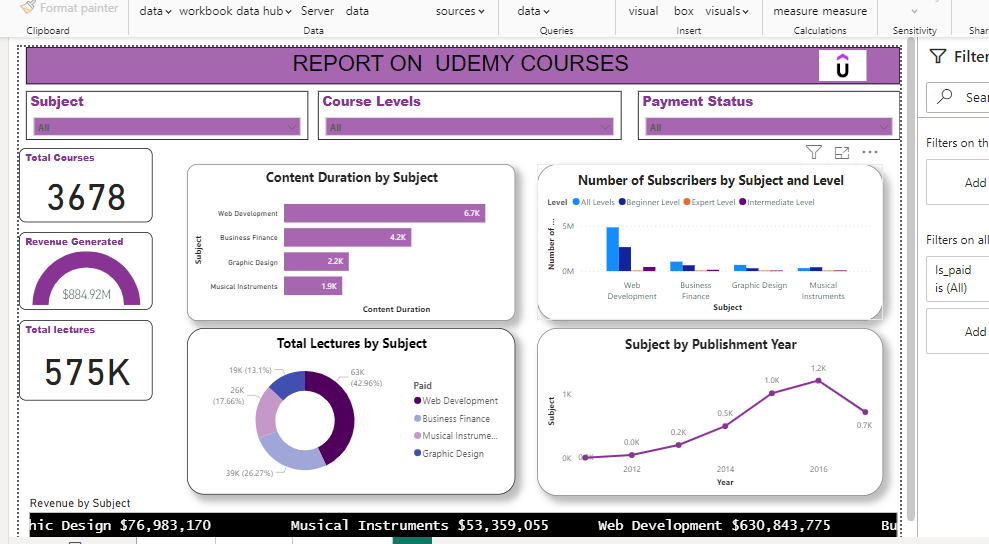 Format painter
data
workbook data hub
Server
data
sources
data
visual
box
visuals
measure measure
Clipboard
Data
Queries
Insert
Calculations
Sensitivity
Shar
REPORT ON UDEMY COURSES
Filter
Subject
Course Levels
Payment Status
Sear
All
All
All
Filters on th
Total Courses
3678
Add
Revenue Generated
$884.92M
Filters on all
Is_paid
is (All)
Total lectures
575K
Add
Content Duration by Subject
Subject
Web Development 6.7K
Business Finance 4.2K
Graphic Design 2.2K
Musical Instruments 1.9K
Content Duration
Number of Subscribers by Subject and Level
Level All Levels Beginner Level Expert Level Intermediate Level
Number of ...
5M
0M
Web Development
Business Finance
Graphic Design
Musical Instruments
Subject
Total Lectures by Subject
19K (13.1%)
63K
(42.96%)
26K
(17.66%)
39K (26.27%)
Paid
Web Development
Business Finance
Musical Instrume...
Graphic Design
Subject by Publishment Year
Subject
1K
0K
0.0K
0.2K
0.5K
1.0K
1.2K
0.7K
2012
2014
2016
Year
Revenue by Subject
hic Design $76,983,170 Musical Instruments $53,359,055 Web Development $630,843,775 Bu